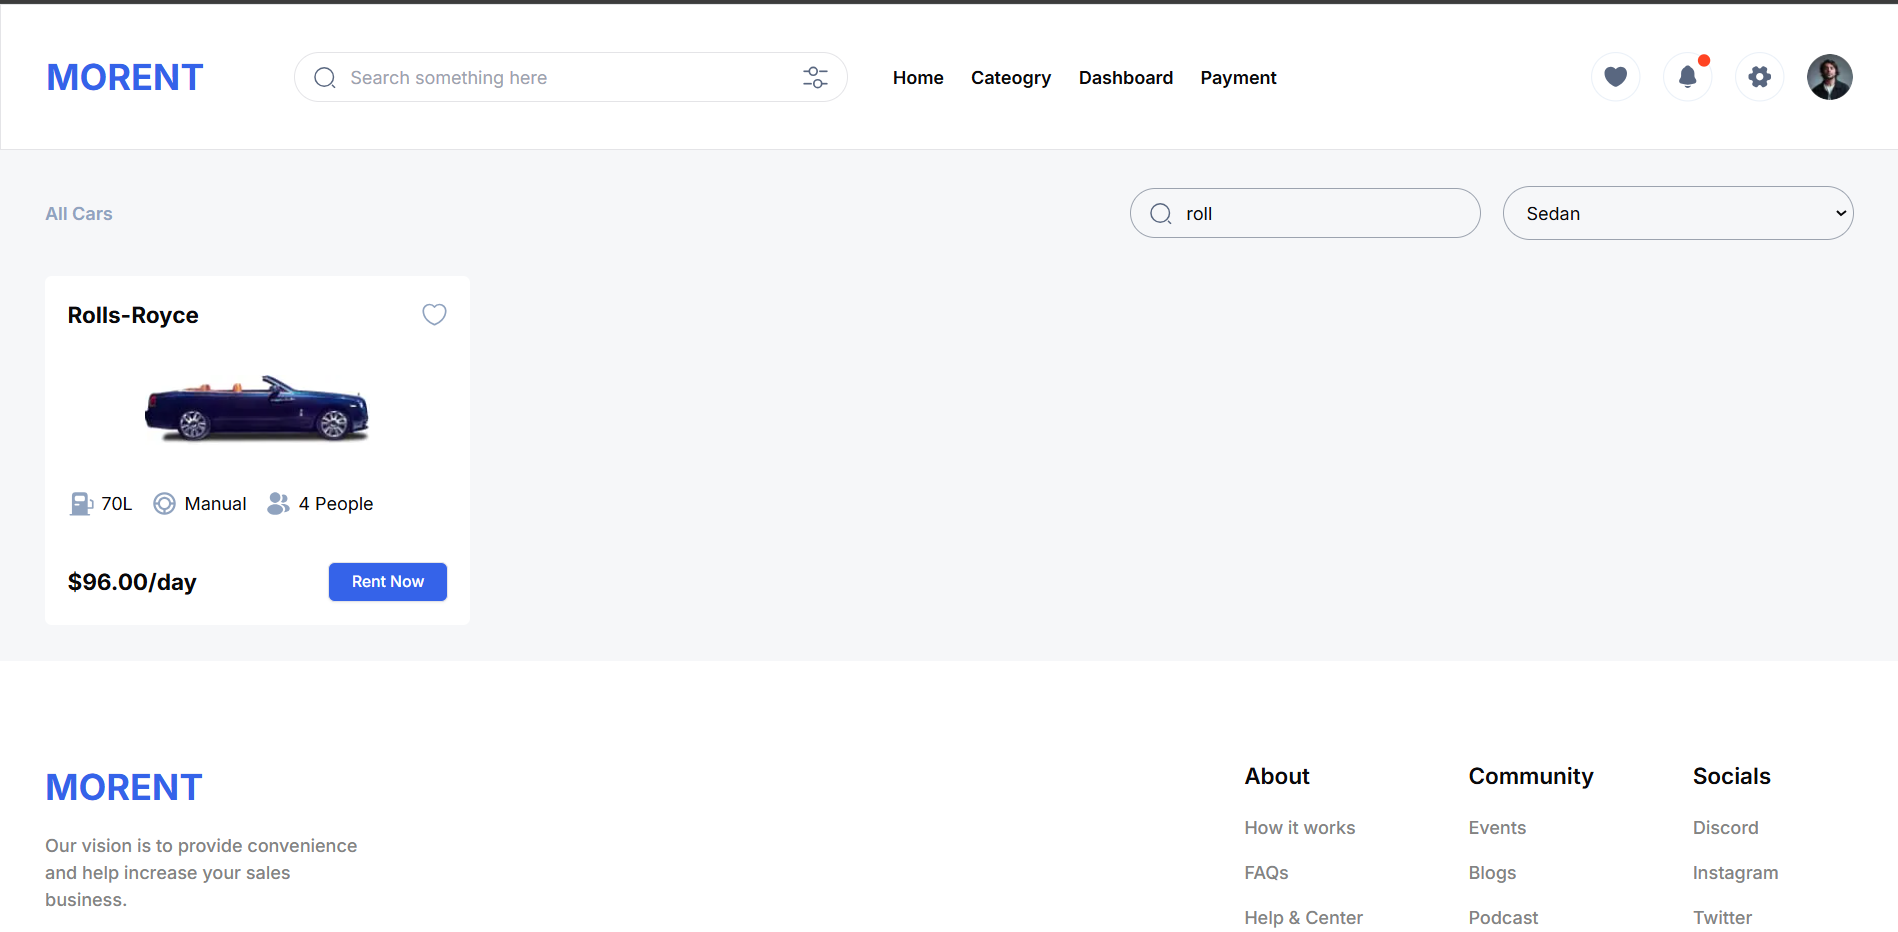 MORENT
Search something here
Home Cateogry Dashboard Payment
All Cars
roll
Sedan
Rolls-Royce
70L Manual 4 People
$96.00/day
Rent Now
MORENT
Our vision is to provide convenience
and help increase your sales
business.
About
How it works
FAQs
Help & Center
Community
Events
Blogs
Podcast
Socials
Discord
Instagram
Twitter